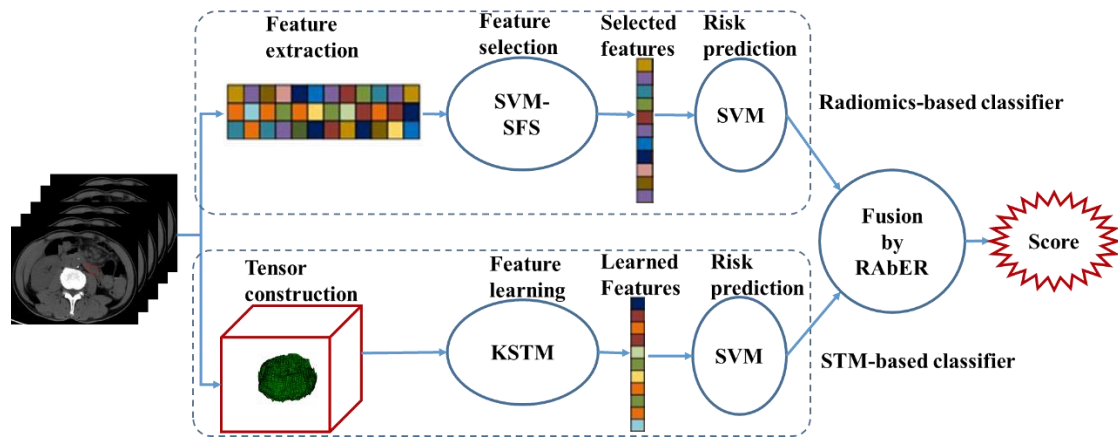 Feature
extraction
Feature
selection
Selected
features
Risk
prediction
SVM-
SFS
SVM
Radiomics-based classifier
Tensor
construction
Feature
learning
Learned
Features
Risk
prediction
KSTM
SVM
STM-based classifier
Fusion
by
RAbER
Score